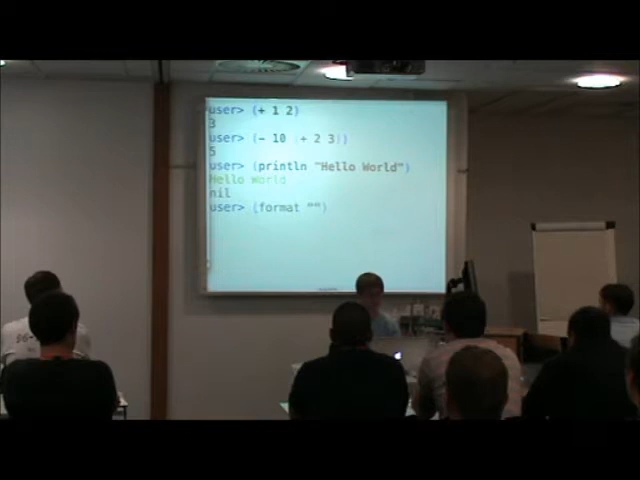 user> (+ 1 2)
3
user> (- 10 (+ 2 3))
5
user> (println "Hello World")
Hello World
nil
user> (format "")